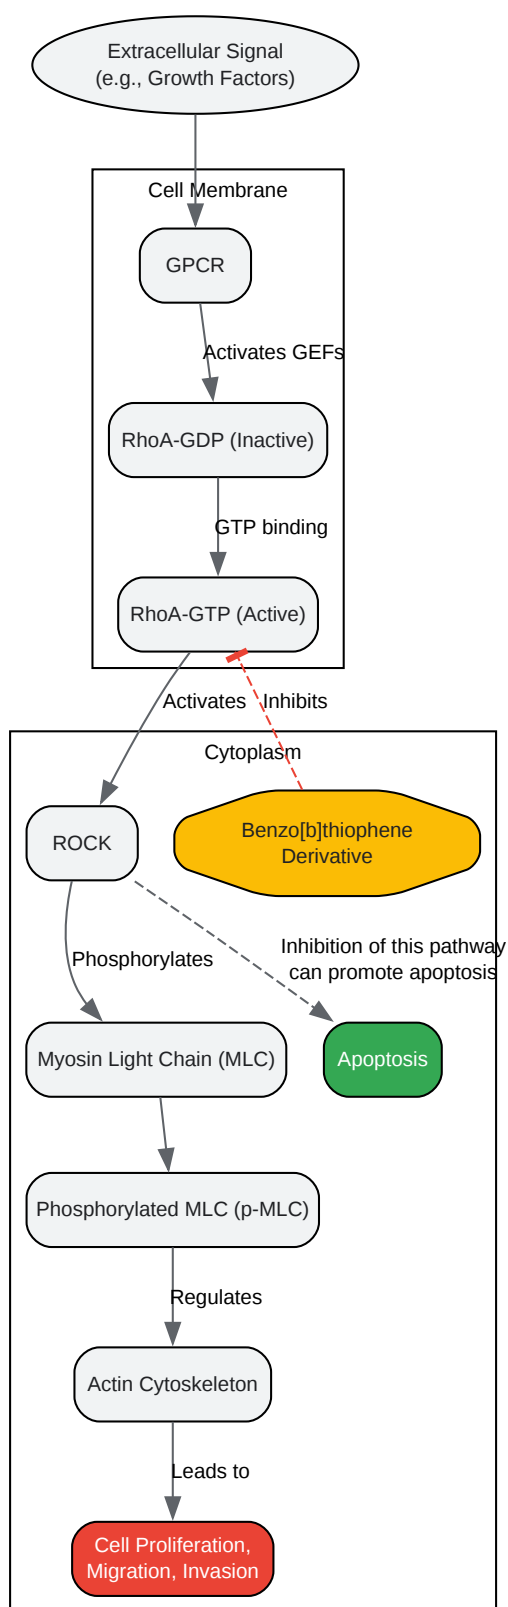 Extracellular Signal
(e.g., Growth Factors)
Cell Membrane
GPCR
Activates GEFs
RhoA-GDP (Inactive)
GTP binding
RhoA-GTP (Active)
Activates
Inhibits
Cytoplasm
ROCK
Benzo[b]thiophene
Derivative
Inhibition of this pathway
can promote apoptosis
Phosphorylates
Myosin Light Chain (MLC)
Apoptosis
Phosphorylated MLC (p-MLC)
Regulates
Actin Cytoskeleton
Leads to
Cell Proliferation,
Migration, Invasion